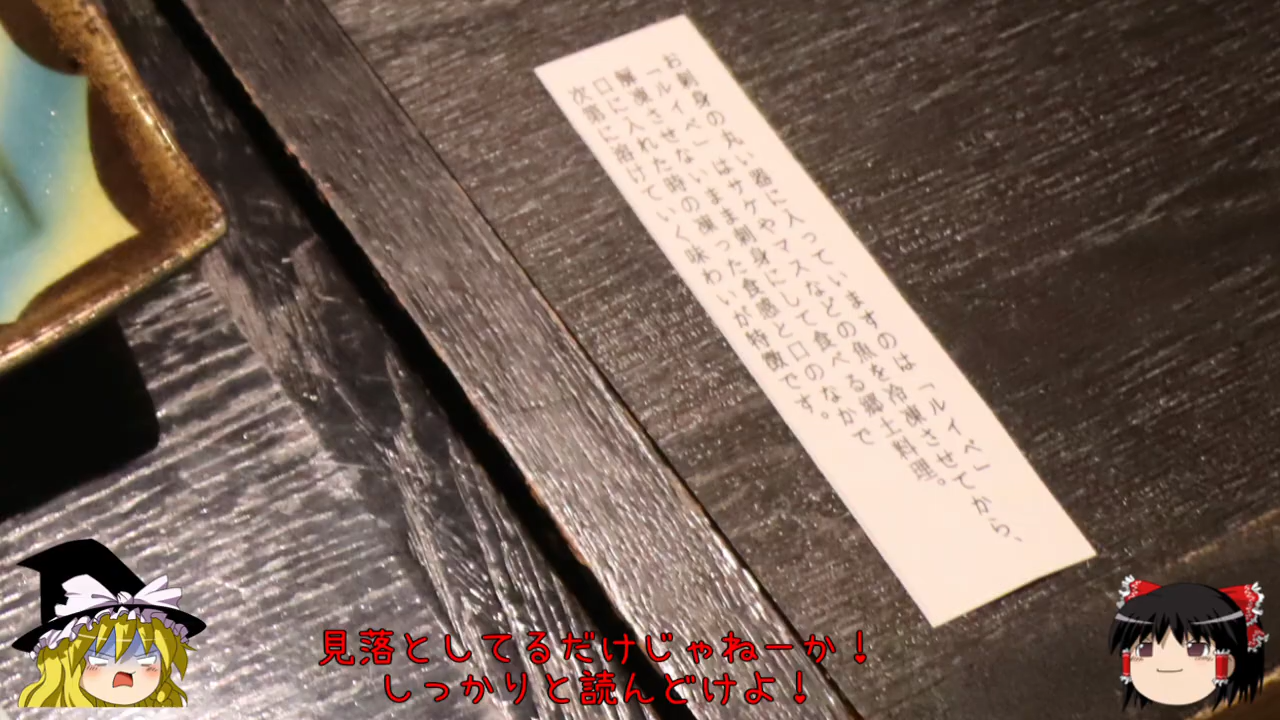 お刺身の丸い器に入っていますのは「ルイベ」
「ルイベ」はサケやマスなどの魚を冷凍させてから、
解凍させないまま刺身にして食べる郷土料理。
口に入れた時の凍った食感と口のなかで
次第に溶けていく味わいが特徴です。
見落としてるだけじゃねーか！
しっかりと読んどけよ！